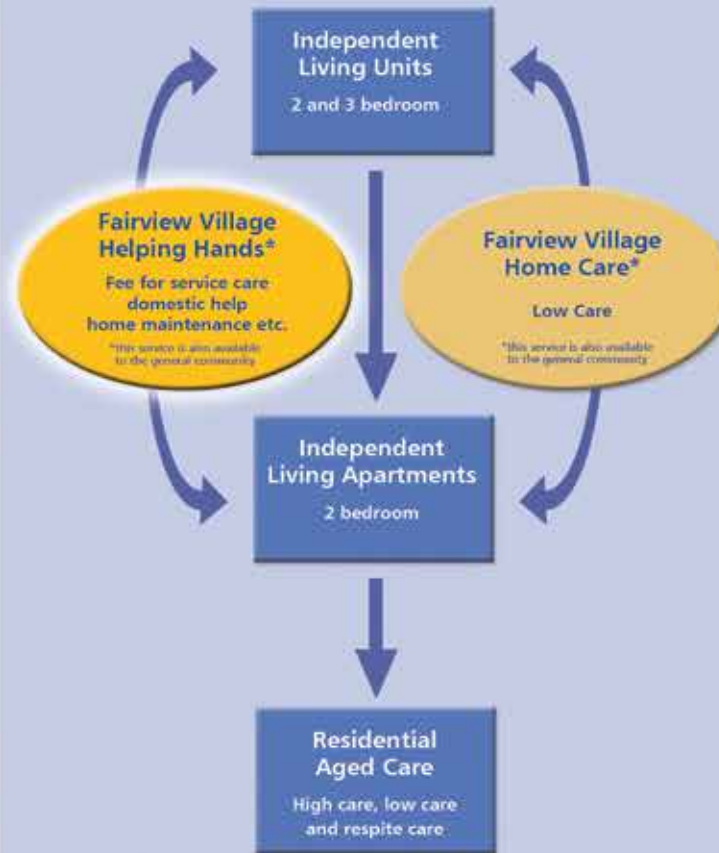 Independent
Living Units
2 and 3 bedroom
Fairview Village
Helping Hands*
Fee for service care
domestic help
home maintenance etc.
*this service is also available
to the general community
Fairview Village
Home Care*
Low Care
*this service is also available
to the general community
Independent
Living Apartments
2 bedroom
Residential
Aged Care
High care, low care
and respite care